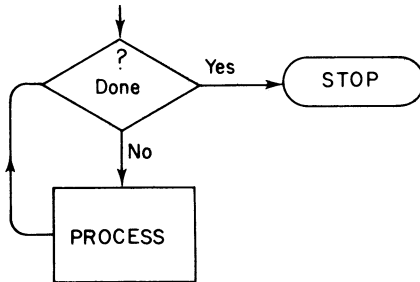 ?
Done
Yes
STOP
No
PROCESS